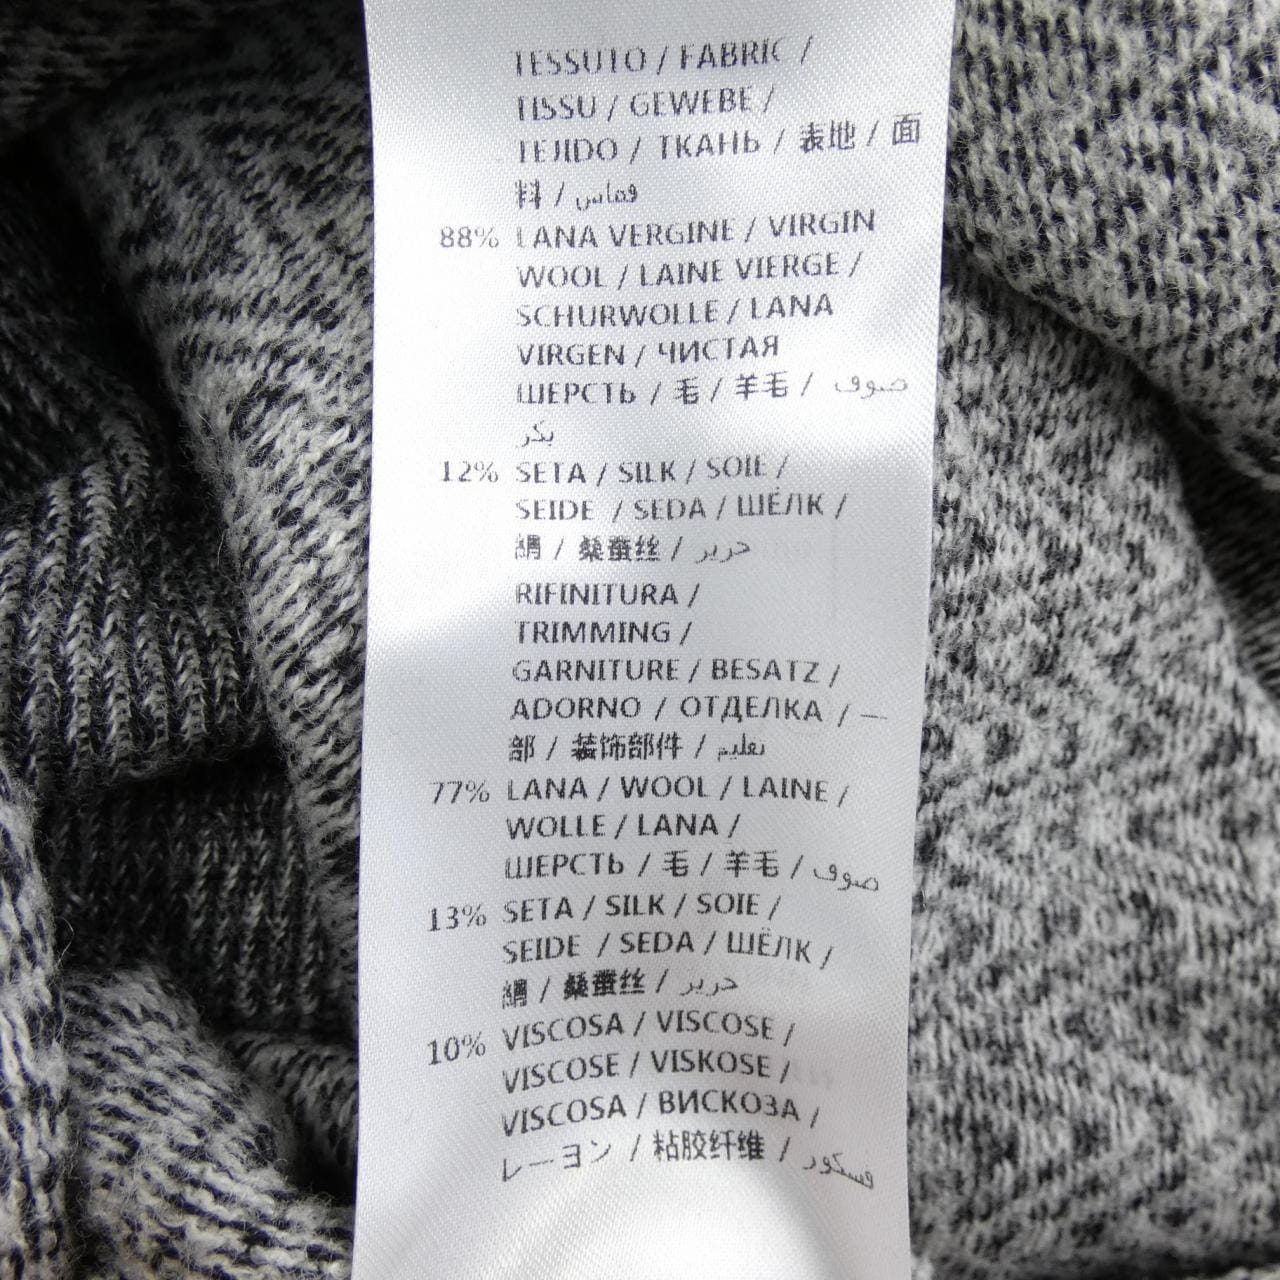 TESSUTO / FABRIC /
TISSU / GEWEBE /
TEJIDO / ТКАНЬ / 表地 / 面
料 / قماس
88% LANA VERGINE / VIRGIN
WOOL / LAINE VIERGE /
SCHURWOLLE / LANA
VIRGEN / ЧИСТАЯ
ШЕРСТЬ / 毛 / 羊毛 / صوف
بكر
12% SETA / SILK / SOIE /
SEIDE / SEDA / ШЁЛК /
絹 / 桑蚕丝 / حرير
RIFINITURA /
TRIMMING /
GARNITURE / BESATZ /
ADORNO / ОТДЕЛКА / 一
部 / 装饰部件 / تقليم
77% LANA / WOOL / LAINE /
WOLLE / LANA /
ШЕРСТЬ / 毛 / 羊毛 / صوف
13% SETA / SILK / SOIE /
SEIDE / SEDA / ШЁЛК /
絹 / 桑蚕丝 / حرير
10% VISCOSA / VISCOSE /
VISCOSE / VISKOSE /
VISCOSA / ВИСКОЗА /
レーヨン / 粘胶纤维 / فسكور